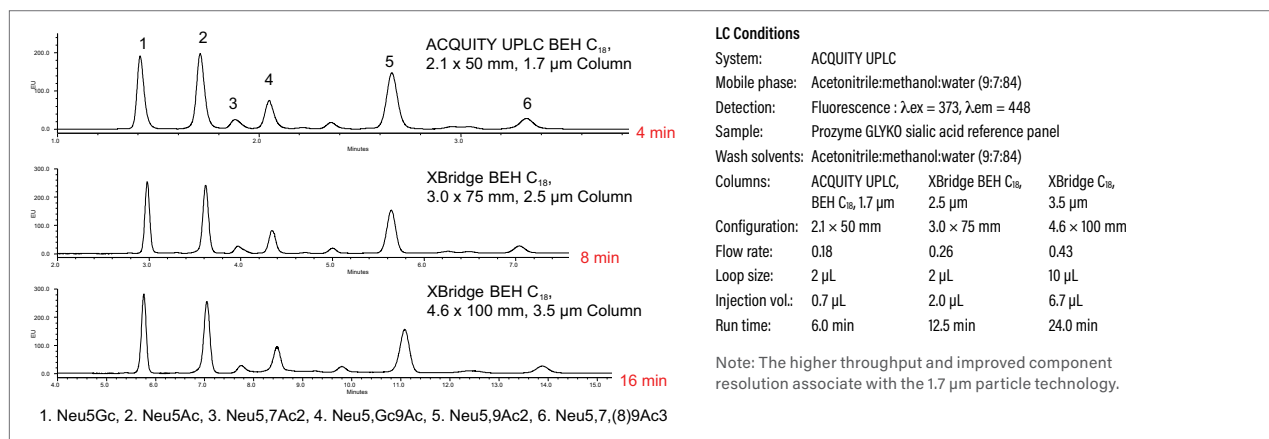 1
2
3
4
5
6
ACQUITY UPLC BEH C18,
2.1 x 50 mm, 1.7 µm Column
EU
200.0
100.0
0.0
1.0 2.0 3.0
Minutes
4 min
XBridge BEH C18,
3.0 x 75 mm, 2.5 µm Column
EU
300.0
200.0
100.0
0.0
2.0 3.0 4.0 5.0 6.0 7.0
Minutes
8 min
XBridge BEH C18,
4.6 x 100 mm, 3.5 µm Column
EU
300.0
200.0
100.0
0.0
4.0 5.0 6.0 7.0 8.0 9.0 10.0 11.0 12.0 13.0 14.0 15.0
Minutes
16 min
1. Neu5Gc, 2. Neu5Ac, 3. Neu5,7Ac2, 4. Neu5,Gc9Ac, 5. Neu5,9Ac2, 6. Neu5,7,(8)9Ac3
LC Conditions
System: ACQUITY UPLC
Mobile phase: Acetonitrile:methanol:water (9:7:84)
Detection: Fluorescence : λex = 373, λem = 448
Sample: Prozyme GLYKO sialic acid reference panel
Wash solvents: Acetonitrile:methanol:water (9:7:84)
Columns: ACQUITY UPLC, XBridge BEH C18, XBridge C18,
BEH C18, 1.7 µm 2.5 µm 3.5 µm
Configuration: 2.1 × 50 mm 3.0 × 75 mm 4.6 × 100 mm
Flow rate: 0.18 0.26 0.43
Loop size: 2 µL 2 µL 10 µL
Injection vol.: 0.7 µL 2.0 µL 6.7 µL
Run time: 6.0 min 12.5 min 24.0 min
Note: The higher throughput and improved component
resolution associate with the 1.7 µm particle technology.